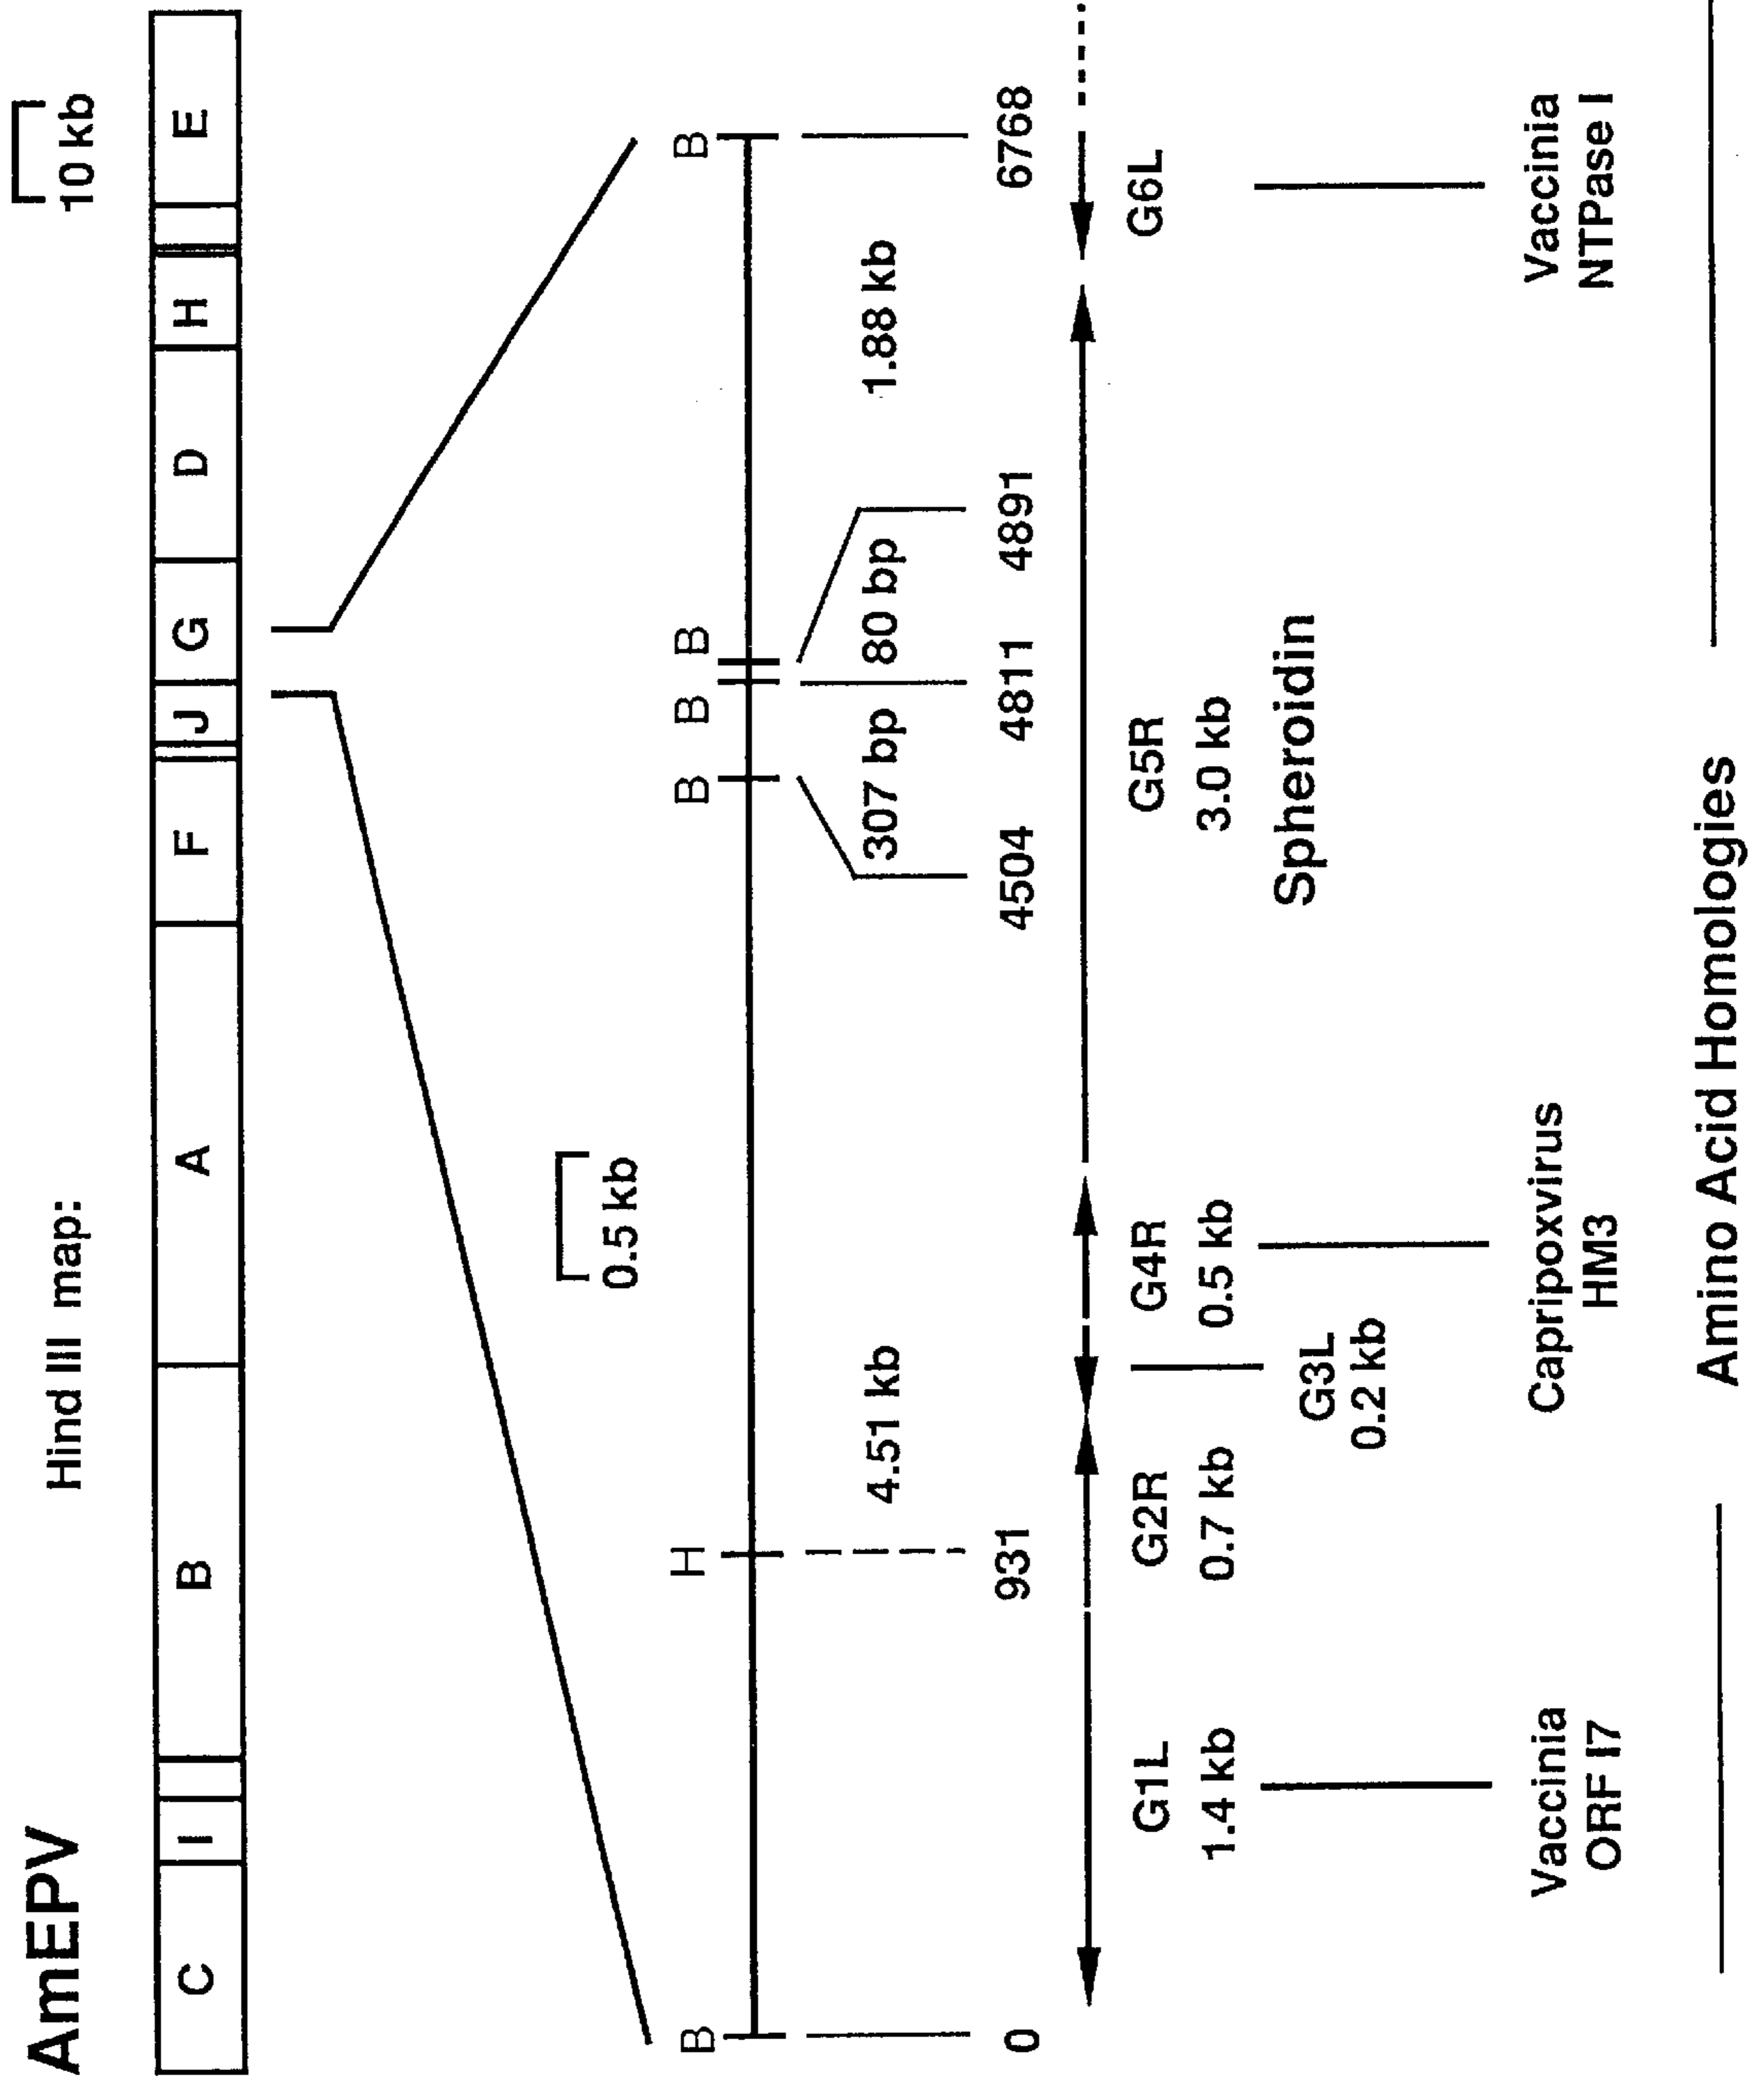 AmEPV
Hind III map:
10 kb
C I B A F J G D H E
0.5 kb
B H B B B B
4.51 kb 307 bp 80 bp 1.88 kb
0 931 4504 4811 4891 6768
G1L G2R G4R G5R G6L
1.4 kb 0.7 kb 0.5 kb 3.0 kb
G3L Spheroidin
0.2 kb
Vaccinia Capripoxvirus Vaccinia
ORF I7 HM3 NTPase I
Amino Acid Homologies